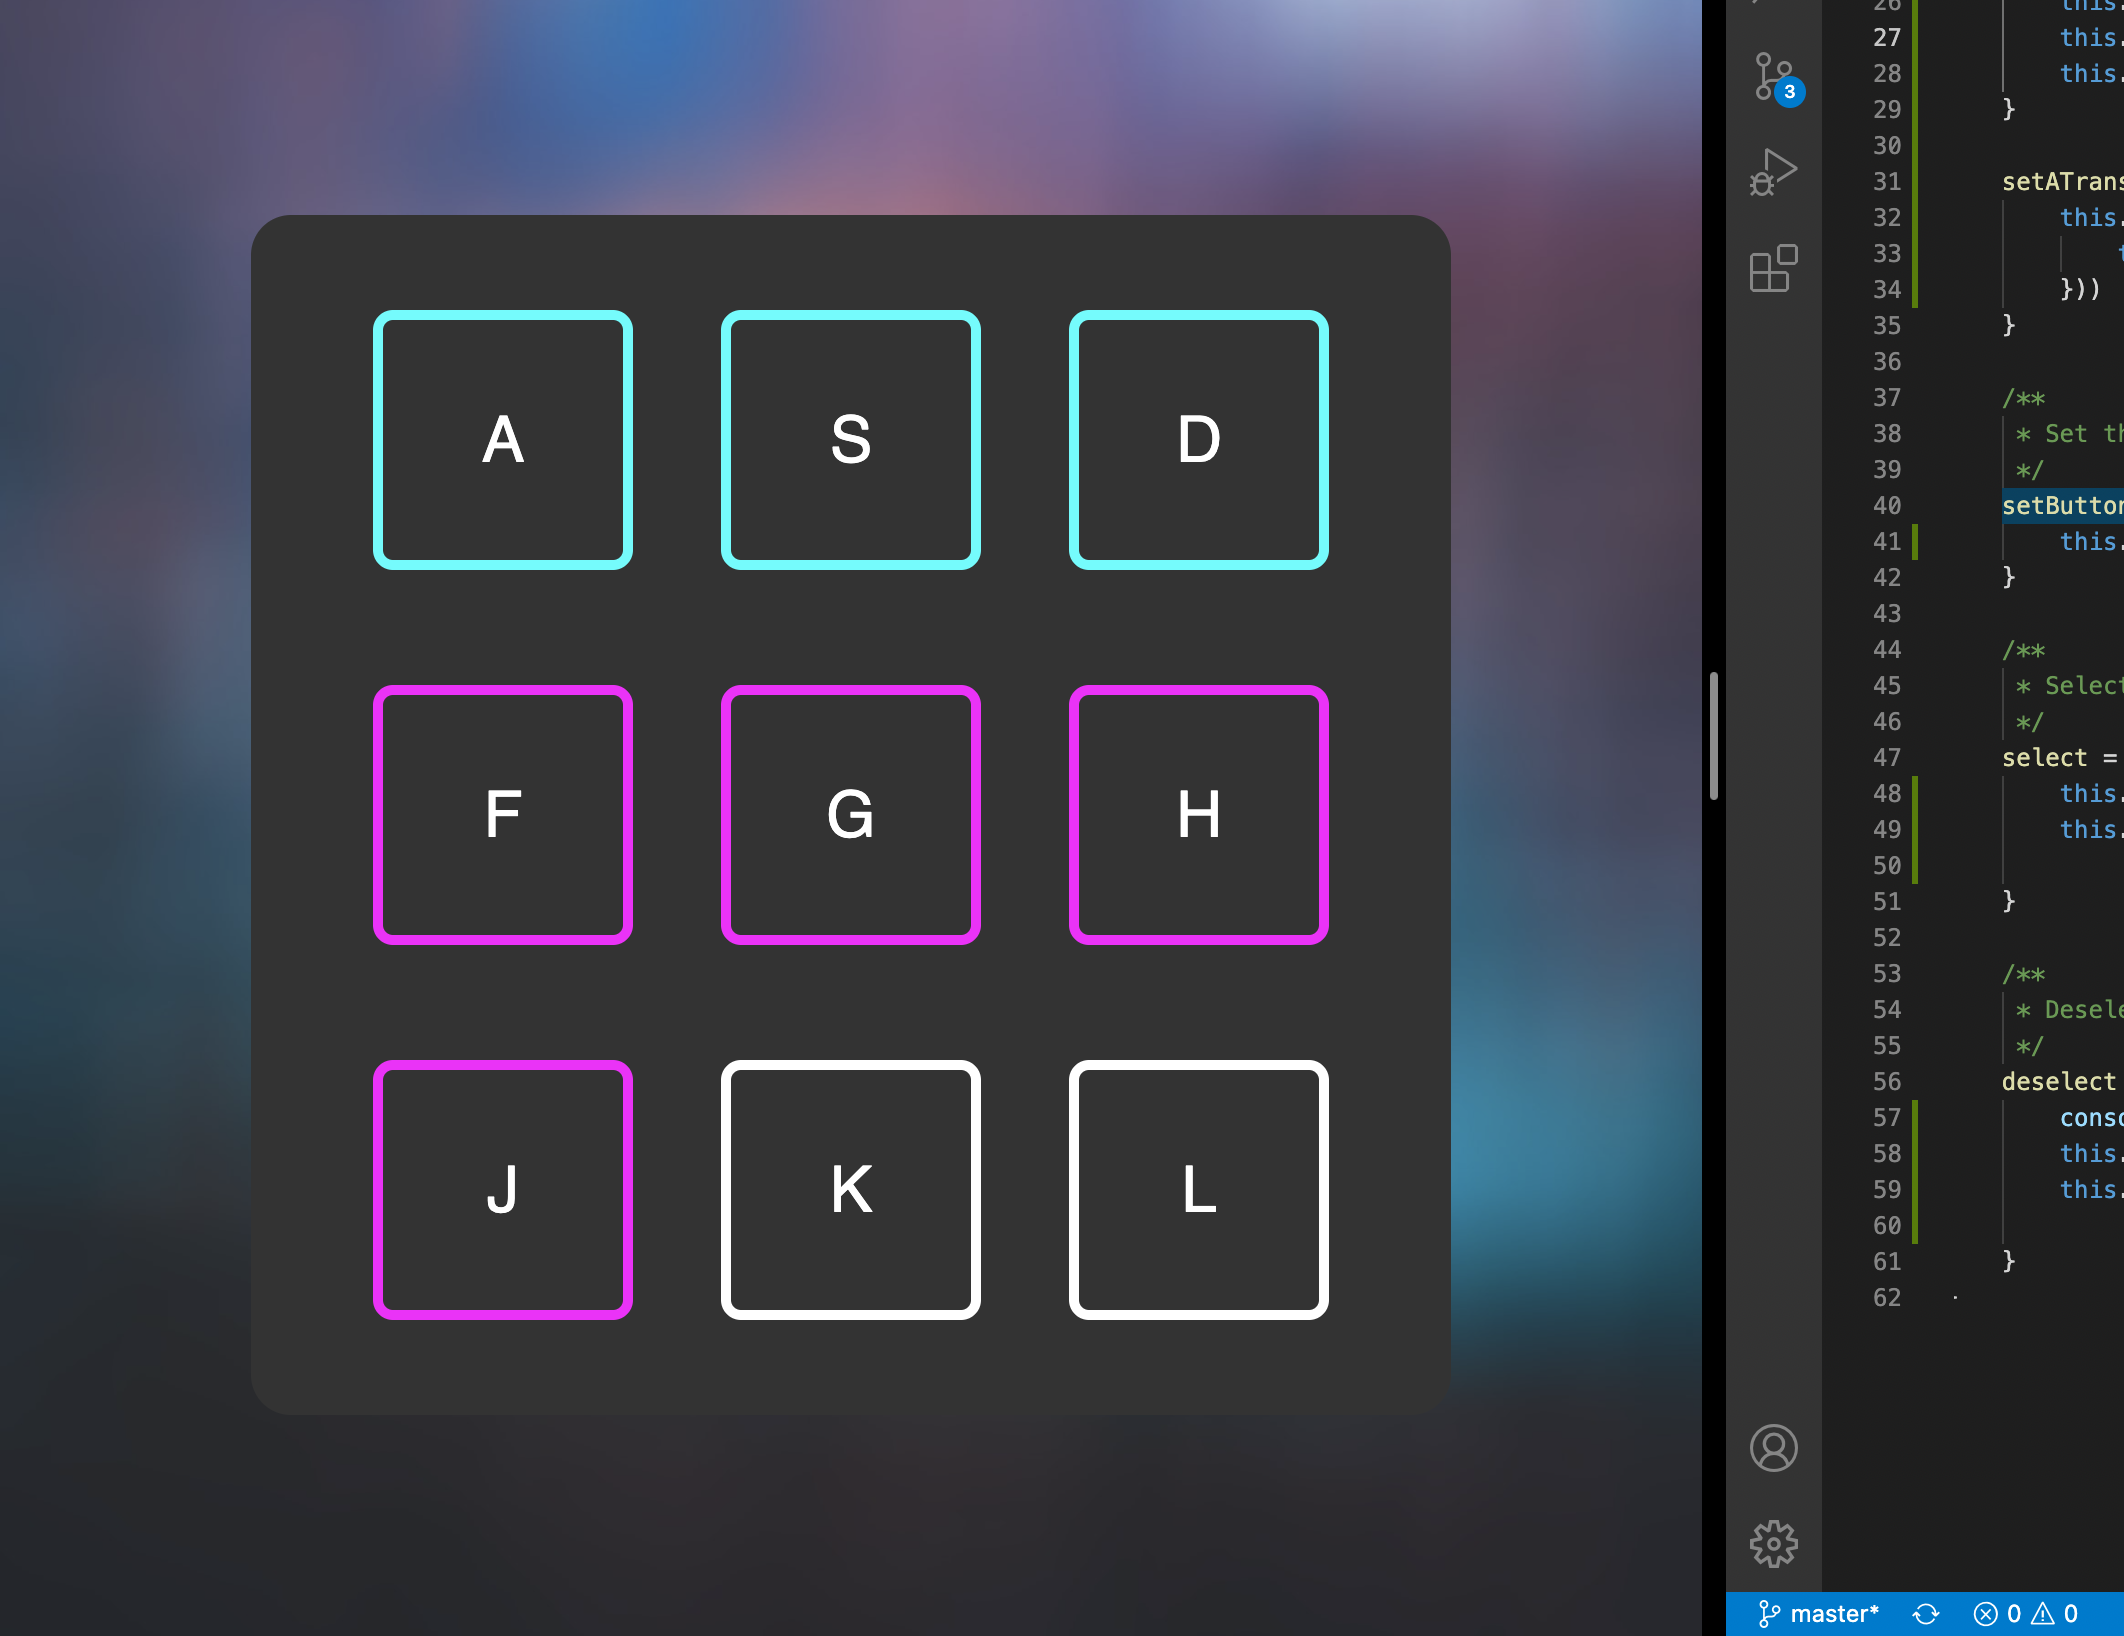 A S D
F G H
J K L
3
26 this.
27 this.
28 this.
29 }
30
31 setATrans
32 this.
33
34 }))
35 }
36
37 /**
38 * Set th
39 */
40 setButton
41 this.
42 }
43
44 /**
45 * Select
46 */
47 select =
48 this.
49 this.
50
51 }
52
53 /**
54 * Desele
55 */
56 deselect
57 conso
58 this.
59 this.
60
61 }
62
master* 0 0